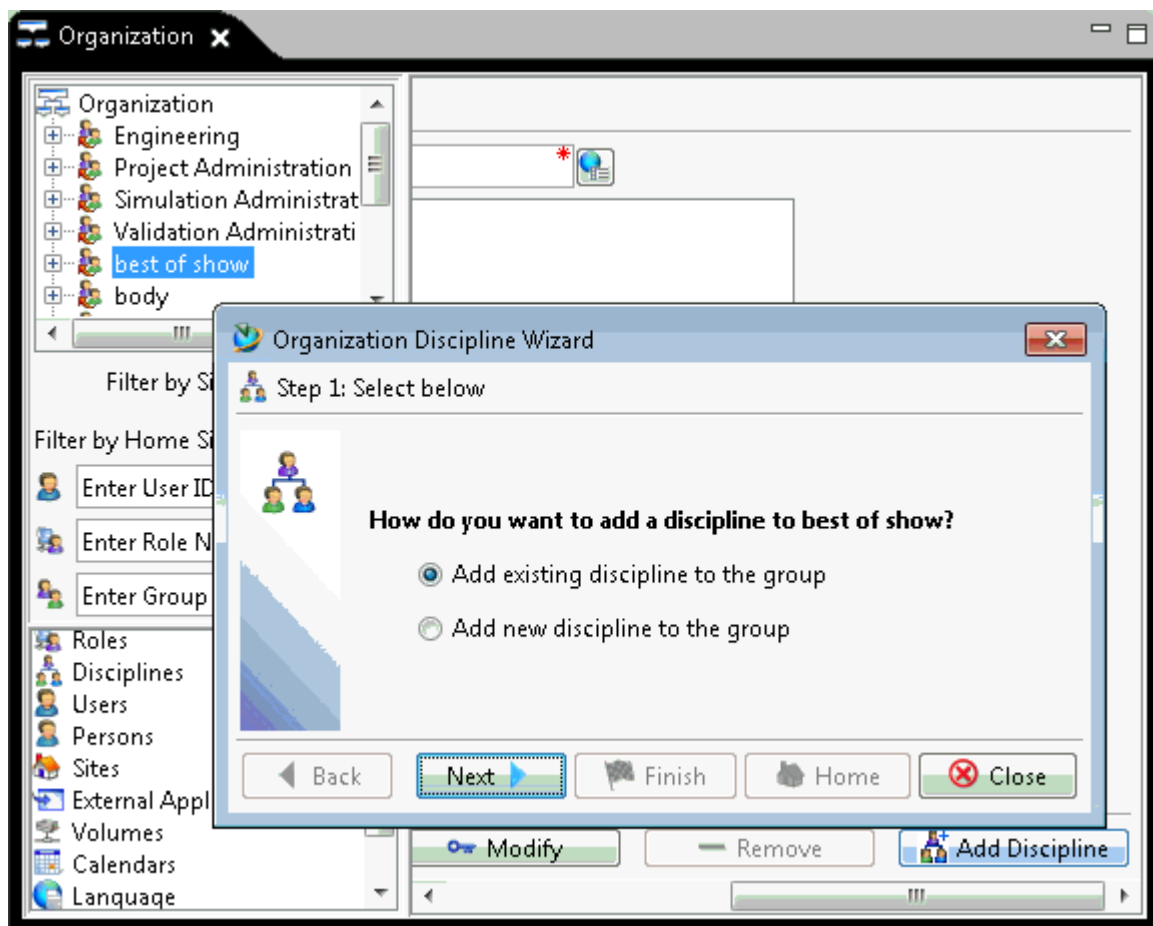 Organization
Organization
Engineering
Project Administration
Simulation Administrat
Validation Administrati
best of show
body
*
Filter by Si
Filter by Home Si
Enter User ID
Enter Role N
Enter Group
Roles
Disciplines
Users
Persons
Sites
External Appl
Volumes
Calendars
Language
Organization Discipline Wizard
Step 1: Select below
How do you want to add a discipline to best of show?
Add existing discipline to the group
Add new discipline to the group
Back Next Finish Home Close
Modify Remove Add Discipline